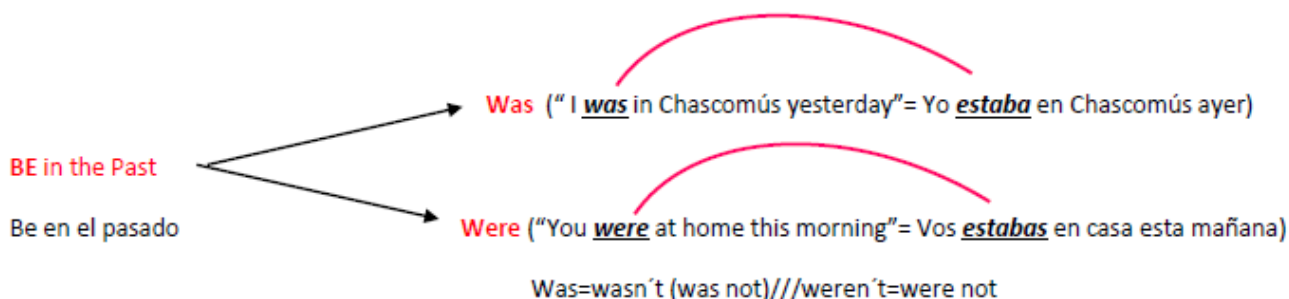 Was (“ I was in Chascomús yesterday”= Yo estaba en Chascomús ayer)
BE in the Past
Be en el pasado
Were (“You were at home this morning”= Vos estabas en casa esta mañana)
Was=wasn´t (was not)///weren´t=were not